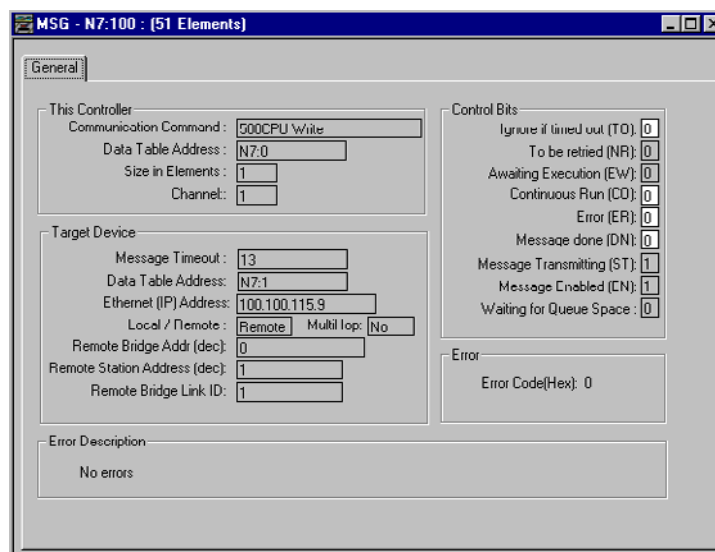 MSG - N7:100 : (51 Elements)
General
This Controller
Communication Command : 500CPU Write
Data Table Address : N7:0
Size in Elements : 1
Channel:: 1
Target Device
Message Timeout : 13
Data Table Address: N7:1
Ethernet (IP) Address: 100.100.115.9
Local / Remote : Remote MultiHop: No
Remote Bridge Addr (dec): 0
Remote Station Address (dec): 1
Remote Bridge Link ID: 1
Control Bits
Ignore if timed out (TO): 0
To be retried (NR): 0
Awaiting Execution (EW): 0
Continuous Run (CO): 0
Error (ER): 0
Message done (DN): 0
Message Transmitting (ST): 1
Message Enabled (EN): 1
Waiting for Queue Space : 0
Error
Error Code(Hex): 0
Error Description
No errors